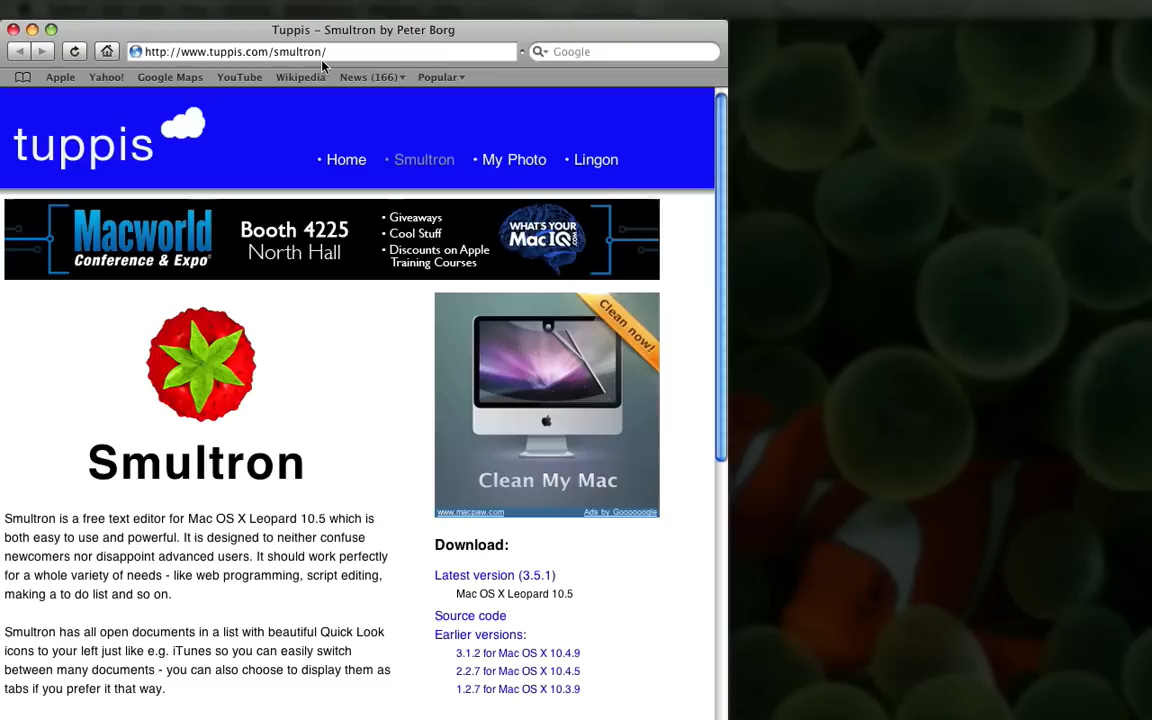 Tuppis – Smultron by Peter Borg
http://www.tuppis.com/smultron/
Google
Apple Yahoo! Google Maps YouTube Wikipedia News (166)▾ Popular▾
tuppis
• Home • Smultron • My Photo • Lingon
Macworld
Conference & Expo
Booth 4225
North Hall
• Giveaways
• Cool Stuff
• Discounts on Apple
Training Courses
WHAT'S YOUR
Mac IQ.COM
Clean now!
Clean My Mac
www.macpaw.com Ads by Goooooogle
Smultron
Smultron is a free text editor for Mac OS X Leopard 10.5 which is
both easy to use and powerful. It is designed to neither confuse
newcomers nor disappoint advanced users. It should work perfectly
for a whole variety of needs - like web programming, script editing,
making a to do list and so on.
Smultron has all open documents in a list with beautiful Quick Look
icons to your left just like e.g. iTunes so you can easily switch
between many documents - you can also choose to display them as
tabs if you prefer it that way.
Download:
Latest version (3.5.1)
Mac OS X Leopard 10.5
Source code
Earlier versions:
3.1.2 for Mac OS X 10.4.9
2.2.7 for Mac OS X 10.4.5
1.2.7 for Mac OS X 10.3.9